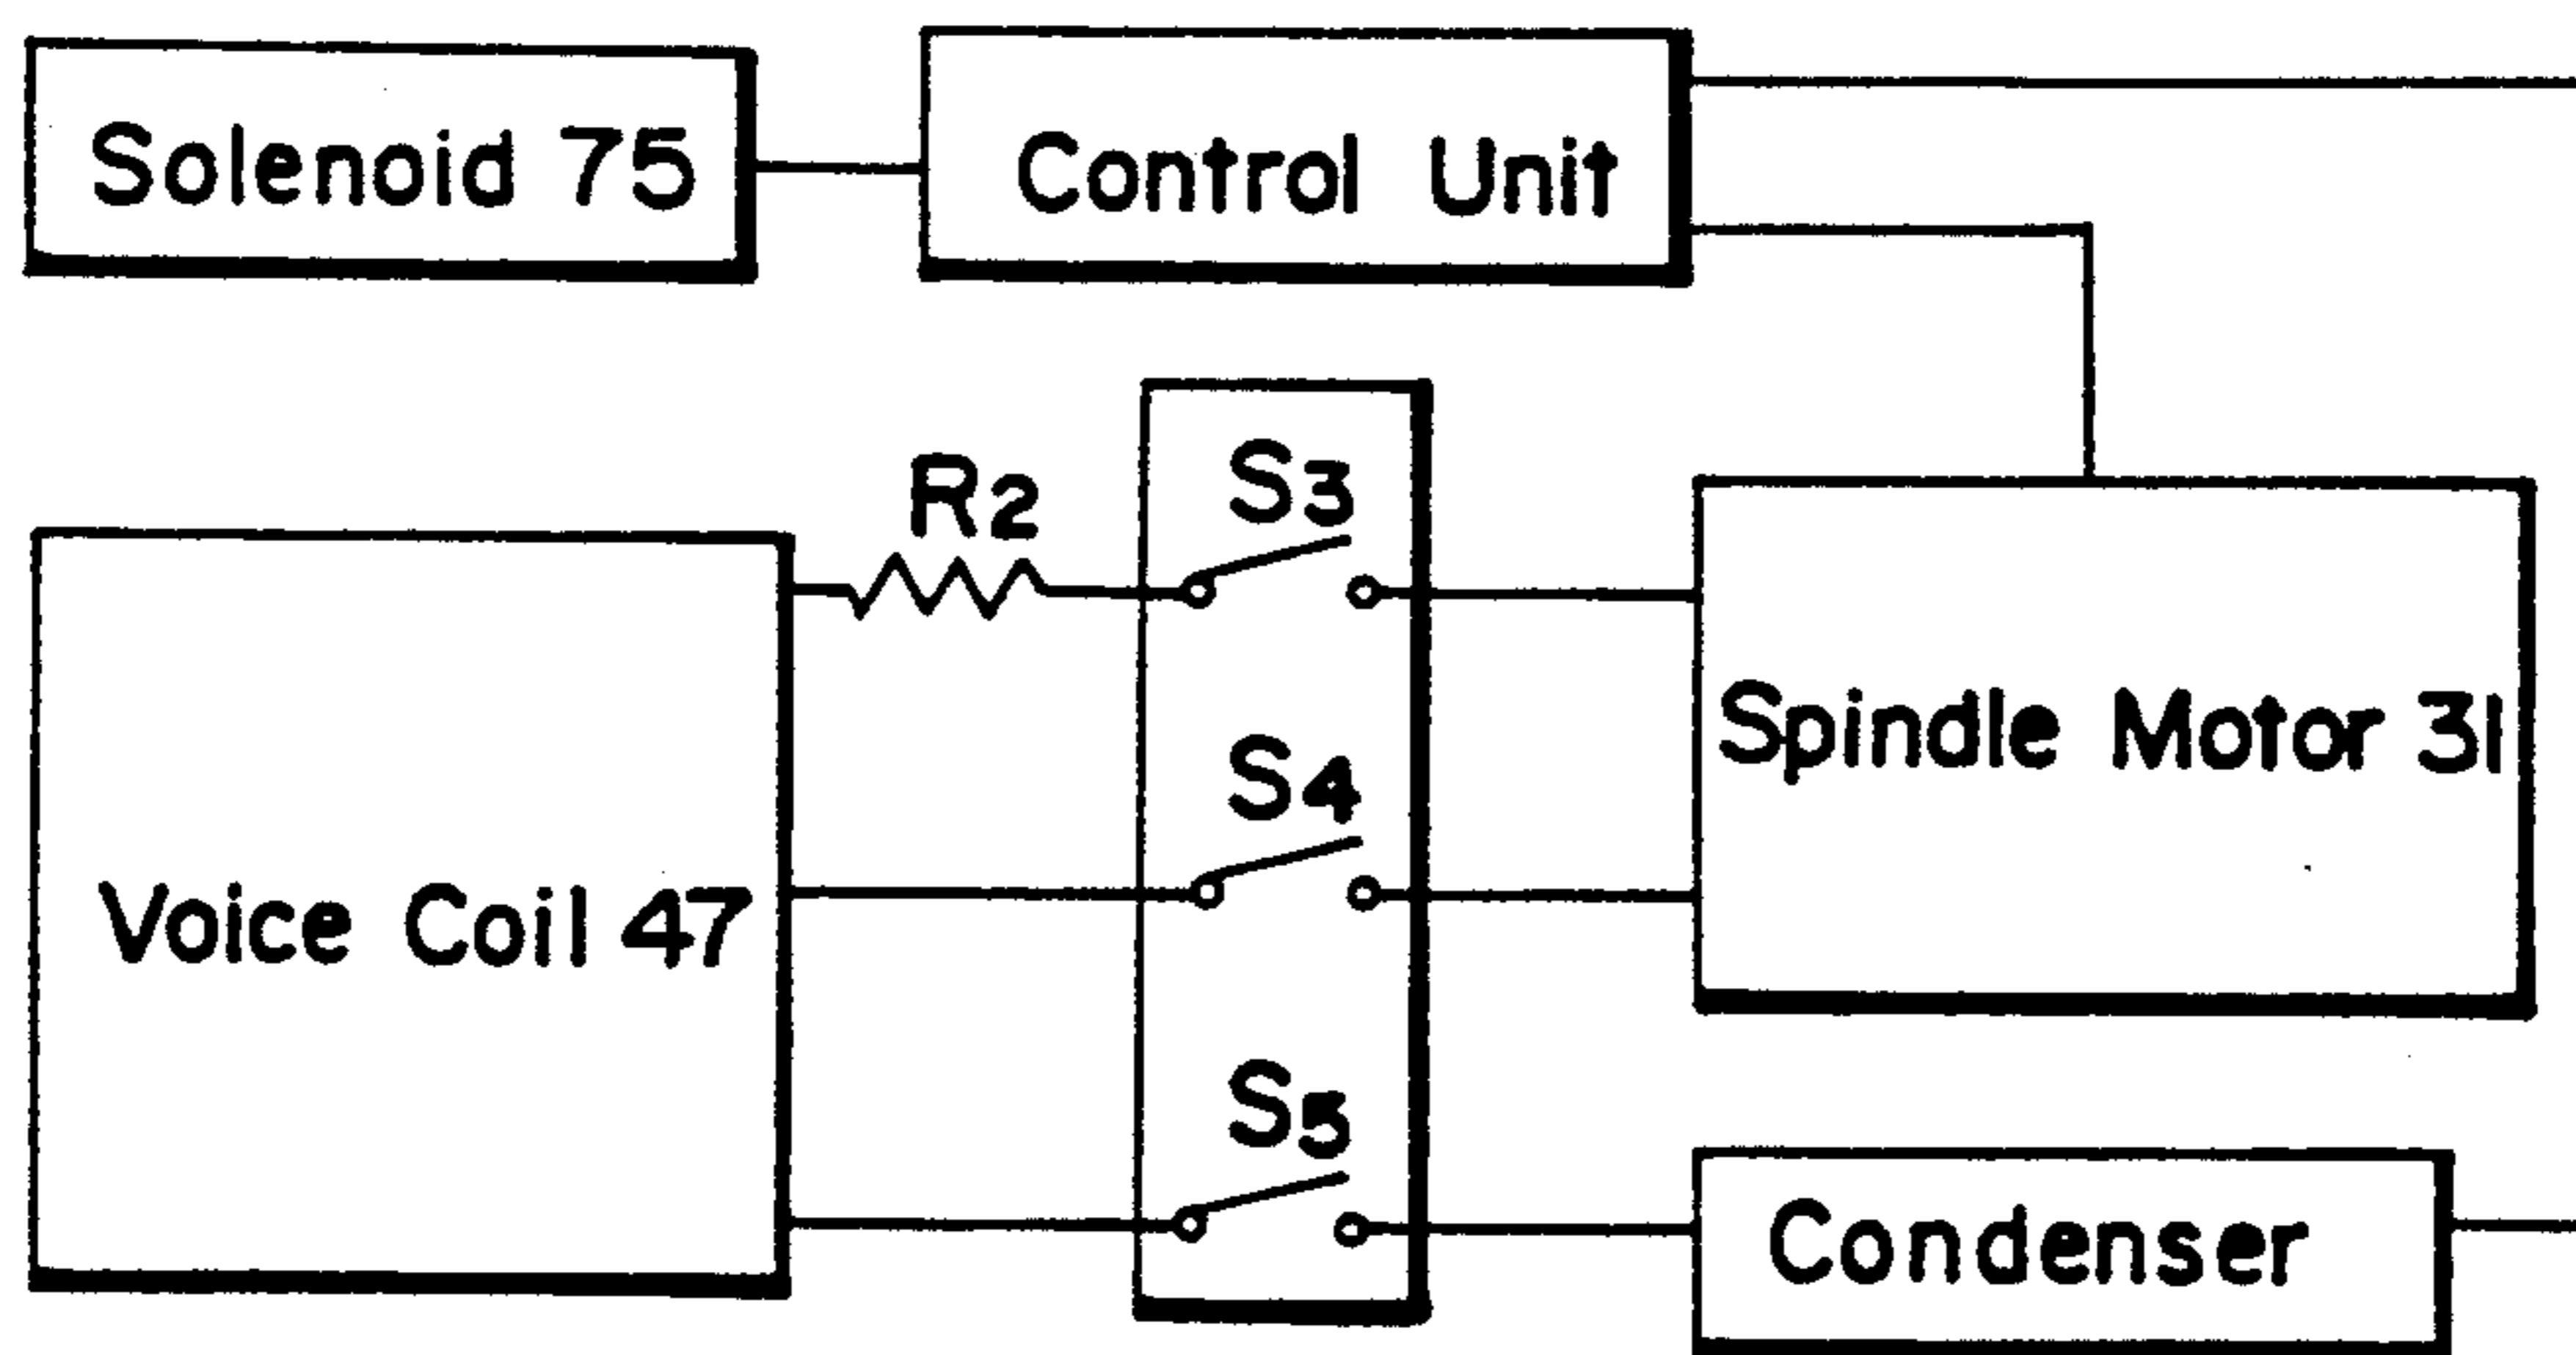 Solenoid 75
Control Unit
R2
S3
S4
S5
Voice Coil 47
Spindle Motor 31
Condenser